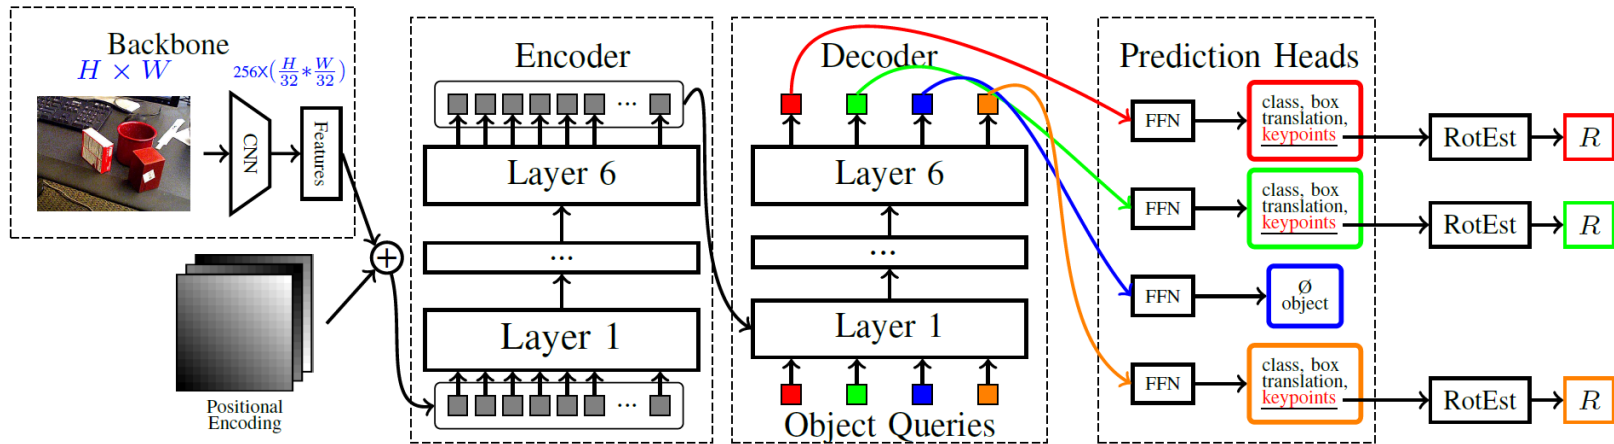 Backbone
H × W
256X(H/32*W/32)
CNN
Features
Positional
Encoding
+
Encoder
...
Layer 6
...
Layer 1
...
Decoder
Layer 6
...
Layer 1
Object Queries
Prediction Heads
FFN
class, box
translation,
keypoints
RotEst
R
FFN
class, box
translation,
keypoints
RotEst
R
FFN
Ø
object
FFN
class, box
translation,
keypoints
RotEst
R